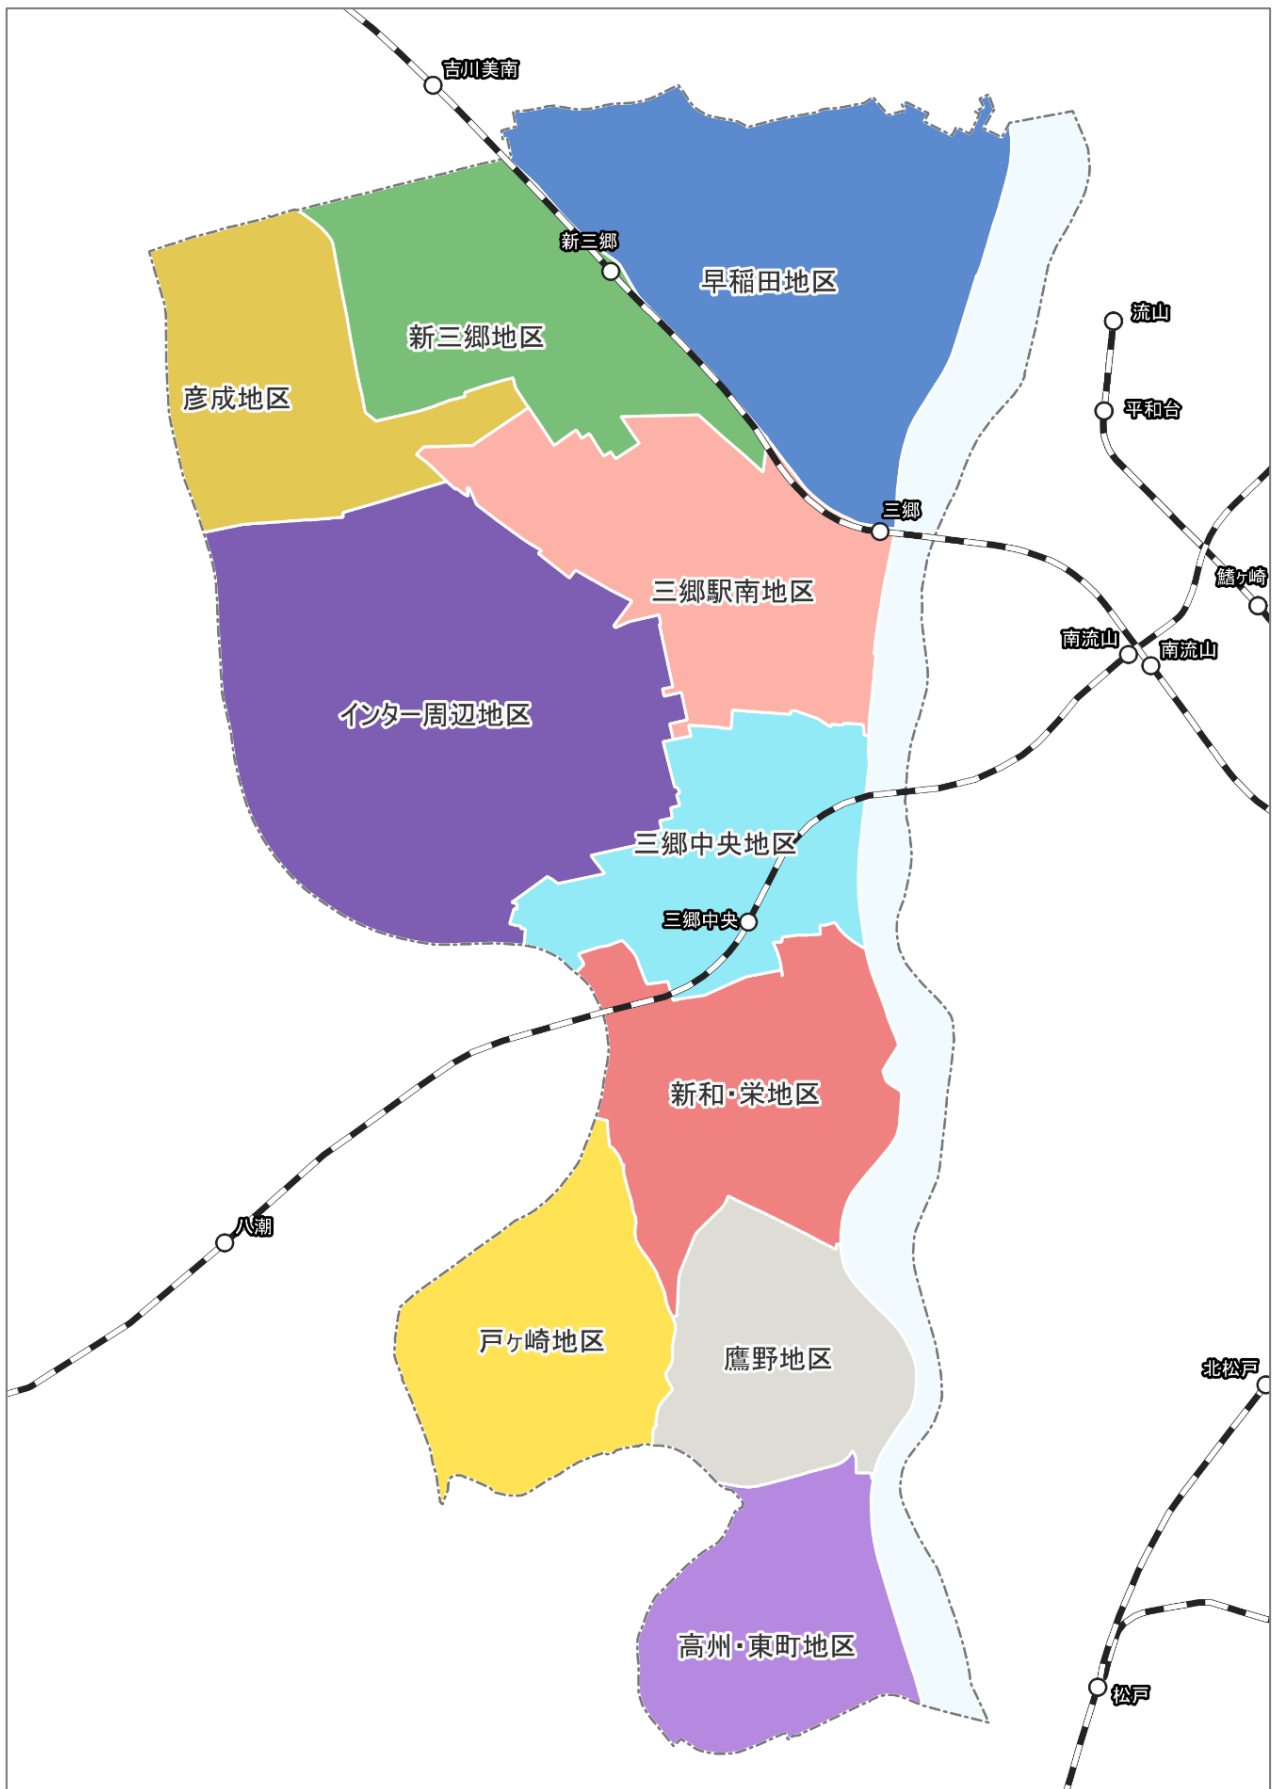 吉川美南
新三郷
早稲田地区
流山
新三郷地区
彦成地区
平和台
三郷
鰭ヶ崎
三郷駅南地区
南流山
南流山
インター周辺地区
三郷中央地区
三郷中央
新和・栄地区
八潮
戸ヶ崎地区
鷹野地区
北松戸
高州・東町地区
松戸